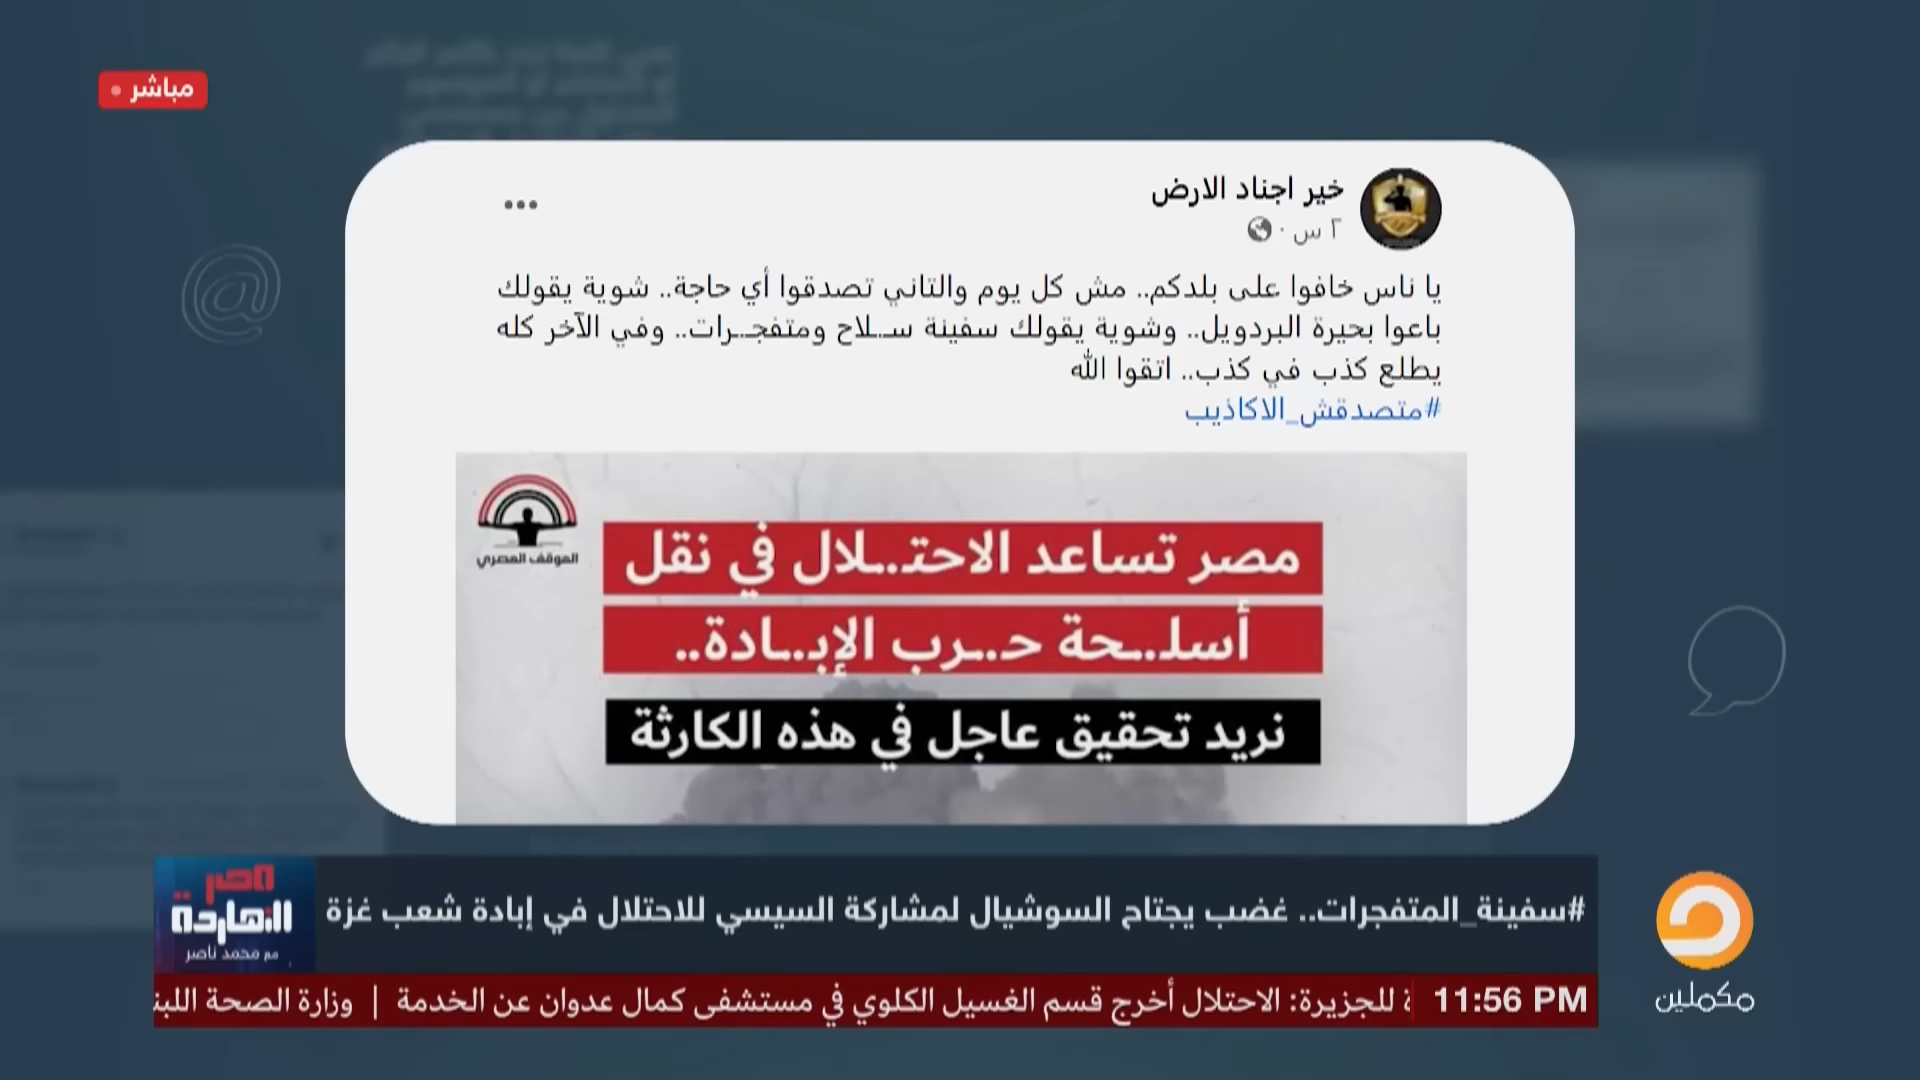 مباشر
خير اجناد الارض
٢ س
يا ناس خافوا على بلدكم.. مش كل يوم والتاني تصدقوا أي حاجة.. شوية يقولك
باعوا بحيرة البردويل.. وشوية يقولك سفينة سـلاح ومتفجـرات.. وفي الآخر كله
يطلع كذب في كذب.. اتقوا الله
#متصدقش_الاكاذيب
الموقف المصري
مصر تساعد الاحتـ..ـلال في نقل
أسلـ..ـحة حـ..ـرب الإبـ..ـادة..
نريد تحقيق عاجل في هذه الكارثة
#سفينة_المتفجرات.. غضب يجتاح السوشيال لمشاركة السيسي للاحتلال في إبادة شعب غزة
مصر
النهاردة
مع محمد ناصر
11:56 PM ة للجزيرة: الاحتلال أخرج قسم الغسيل الكلوي في مستشفى كمال عدوان عن الخدمة | وزارة الصحة اللبن
مكملين